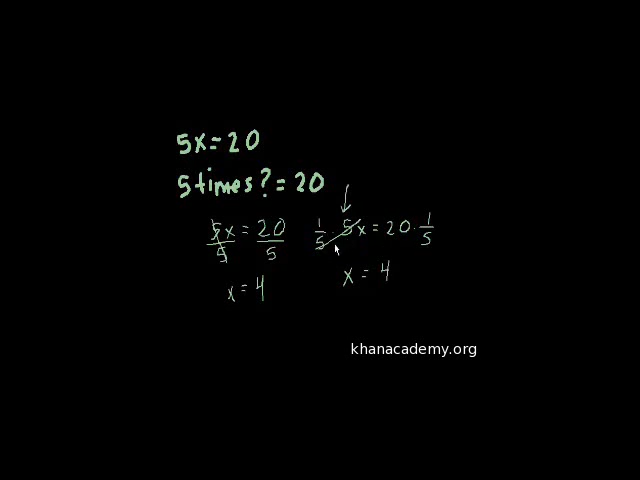 5x=20
5 times ? = 20
5x = 20
5 5
x = 4
1/5 · 5x = 20 · 1/5
x = 4
khanacademy.org